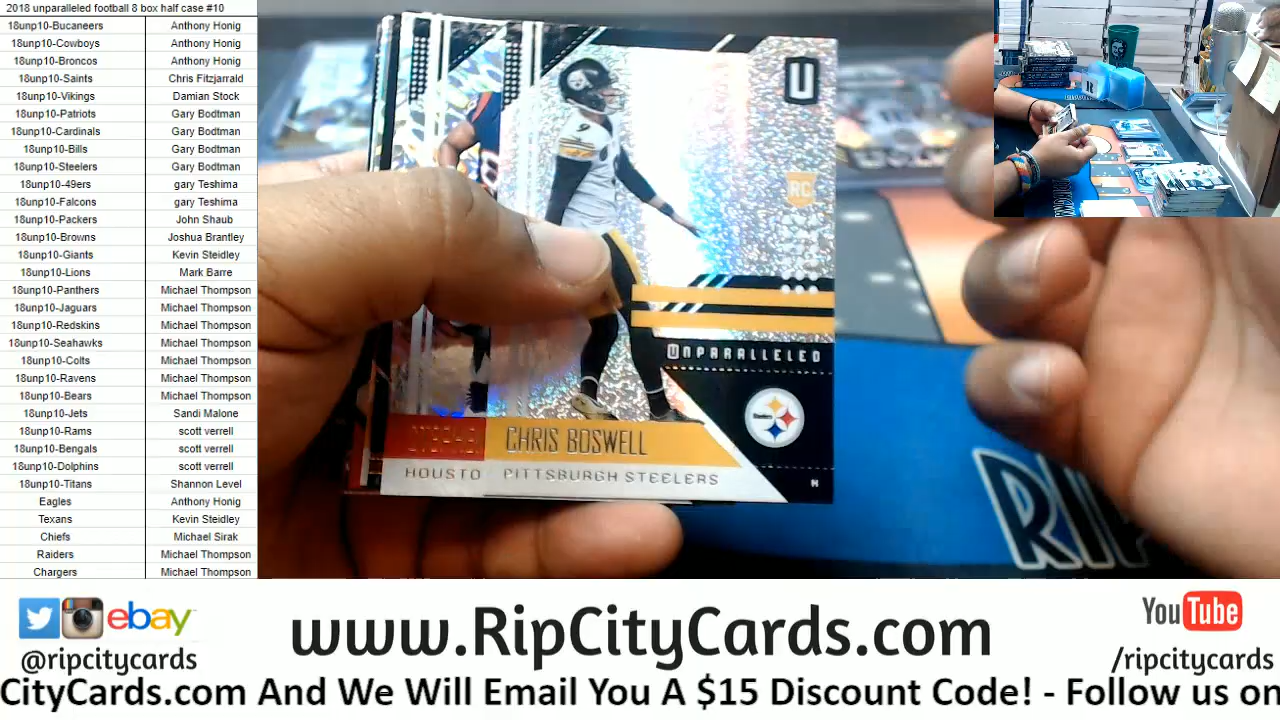 2018 unparalleled football 8 box half case #10
18unp10-Bucaneers Anthony Honig
18unp10-Cowboys Anthony Honig
18unp10-Broncos Anthony Honig
18unp10-Saints Chris Fitzjarrald
18unp10-Vikings Damian Stock
18unp10-Patriots Gary Bodtman
18unp10-Cardinals Gary Bodtman
18unp10-Bills Gary Bodtman
18unp10-Steelers Gary Bodtman
18unp10-49ers gary Teshima
18unp10-Falcons gary Teshima
18unp10-Packers John Shaub
18unp10-Browns Joshua Brantley
18unp10-Giants Kevin Steidley
18unp10-Lions Mark Barre
18unp10-Panthers Michael Thompson
18unp10-Jaguars Michael Thompson
18unp10-Redskins Michael Thompson
18unp10-Seahawks Michael Thompson
18unp10-Colts Michael Thompson
18unp10-Ravens Michael Thompson
18unp10-Bears Michael Thompson
18unp10-Jets Sandi Malone
18unp10-Rams scott verrell
18unp10-Bengals scott verrell
18unp10-Dolphins scott verrell
18unp10-Titans Shannon Level
Eagles Anthony Honig
Texans Kevin Steidley
Chiefs Michael Sirak
Raiders Michael Thompson
Chargers Michael Thompson
U
RC
9
UNPARALLELED
Steelers
CHRIS BOSWELL
HOUSTO PITTSBURGH STEELERS
K
RIP
ebay
@ripcitycards
www.RipCityCards.com
YouTube
/ripcitycards
CityCards.com And We Will Email You A $15 Discount Code! - Follow us on